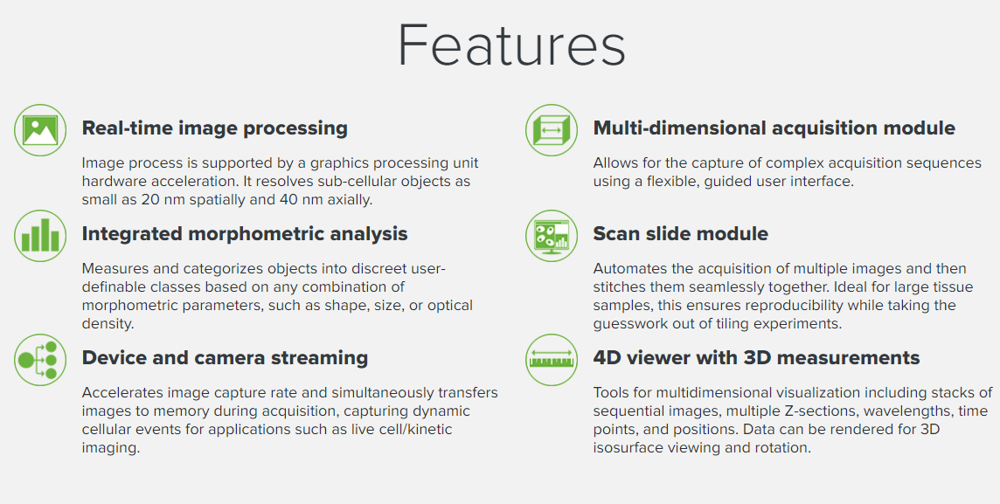 Features
Real-time image processing
Image process is supported by a graphics processing unit
hardware acceleration. It resolves sub-cellular objects as
small as 20 nm spatially and 40 nm axially.
Multi-dimensional acquisition module
Allows for the capture of complex acquisition sequences
using a flexible, guided user interface.
Integrated morphometric analysis
Measures and categorizes objects into discreet user-
definable classes based on any combination of
morphometric parameters, such as shape, size, or optical
density.
Scan slide module
Automates the acquisition of multiple images and then
stitches them seamlessly together. Ideal for large tissue
samples, this ensures reproducibility while taking the
guesswork out of tiling experiments.
Device and camera streaming
Accelerates image capture rate and simultaneously transfers
images to memory during acquisition, capturing dynamic
cellular events for applications such as live cell/kinetic
imaging.
4D viewer with 3D measurements
Tools for multidimensional visualization including stacks of
sequential images, multiple Z-sections, wavelengths, time
points, and positions. Data can be rendered for 3D
isosurface viewing and rotation.